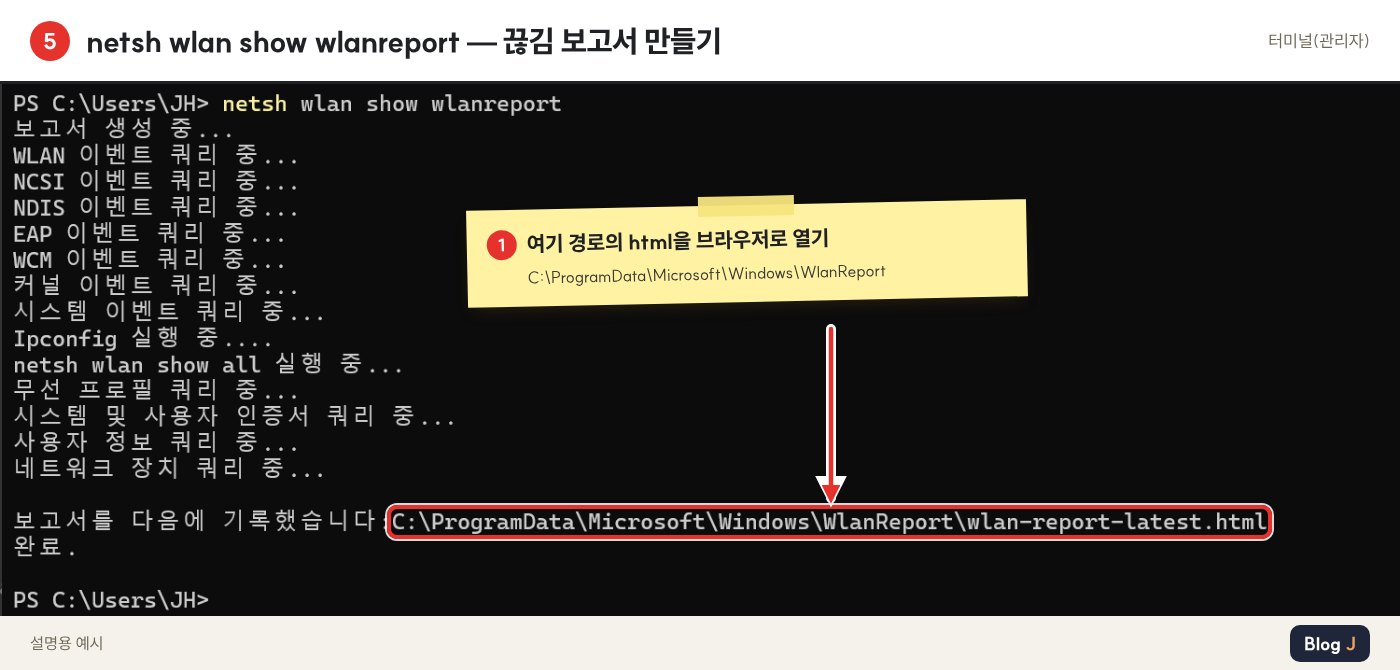 5 netsh wlan show wlanreport — 끊김 보고서 만들기
터미널(관리자)
PS C:\Users\JH> netsh wlan show wlanreport
보고서 생성 중...
WLAN 이벤트 쿼리 중...
NCSI 이벤트 쿼리 중...
NDIS 이벤트 쿼리 중...
EAP 이벤트 쿼리 중...
WCM 이벤트 쿼리 중...
커널 이벤트 쿼리 중...
시스템 이벤트 쿼리 중...
Ipconfig 실행 중....
netsh wlan show all 실행 중...
무선 프로필 쿼리 중...
시스템 및 사용자 인증서 쿼리 중...
사용자 정보 쿼리 중...
네트워크 장치 쿼리 중...
1 여기 경로의 html을 브라우저로 열기
C:\ProgramData\Microsoft\Windows\WlanReport
보고서를 다음에 기록했습니다: C:\ProgramData\Microsoft\Windows\WlanReport\wlan-report-latest.html
완료.
PS C:\Users\JH>
설명용 예시
Blog J